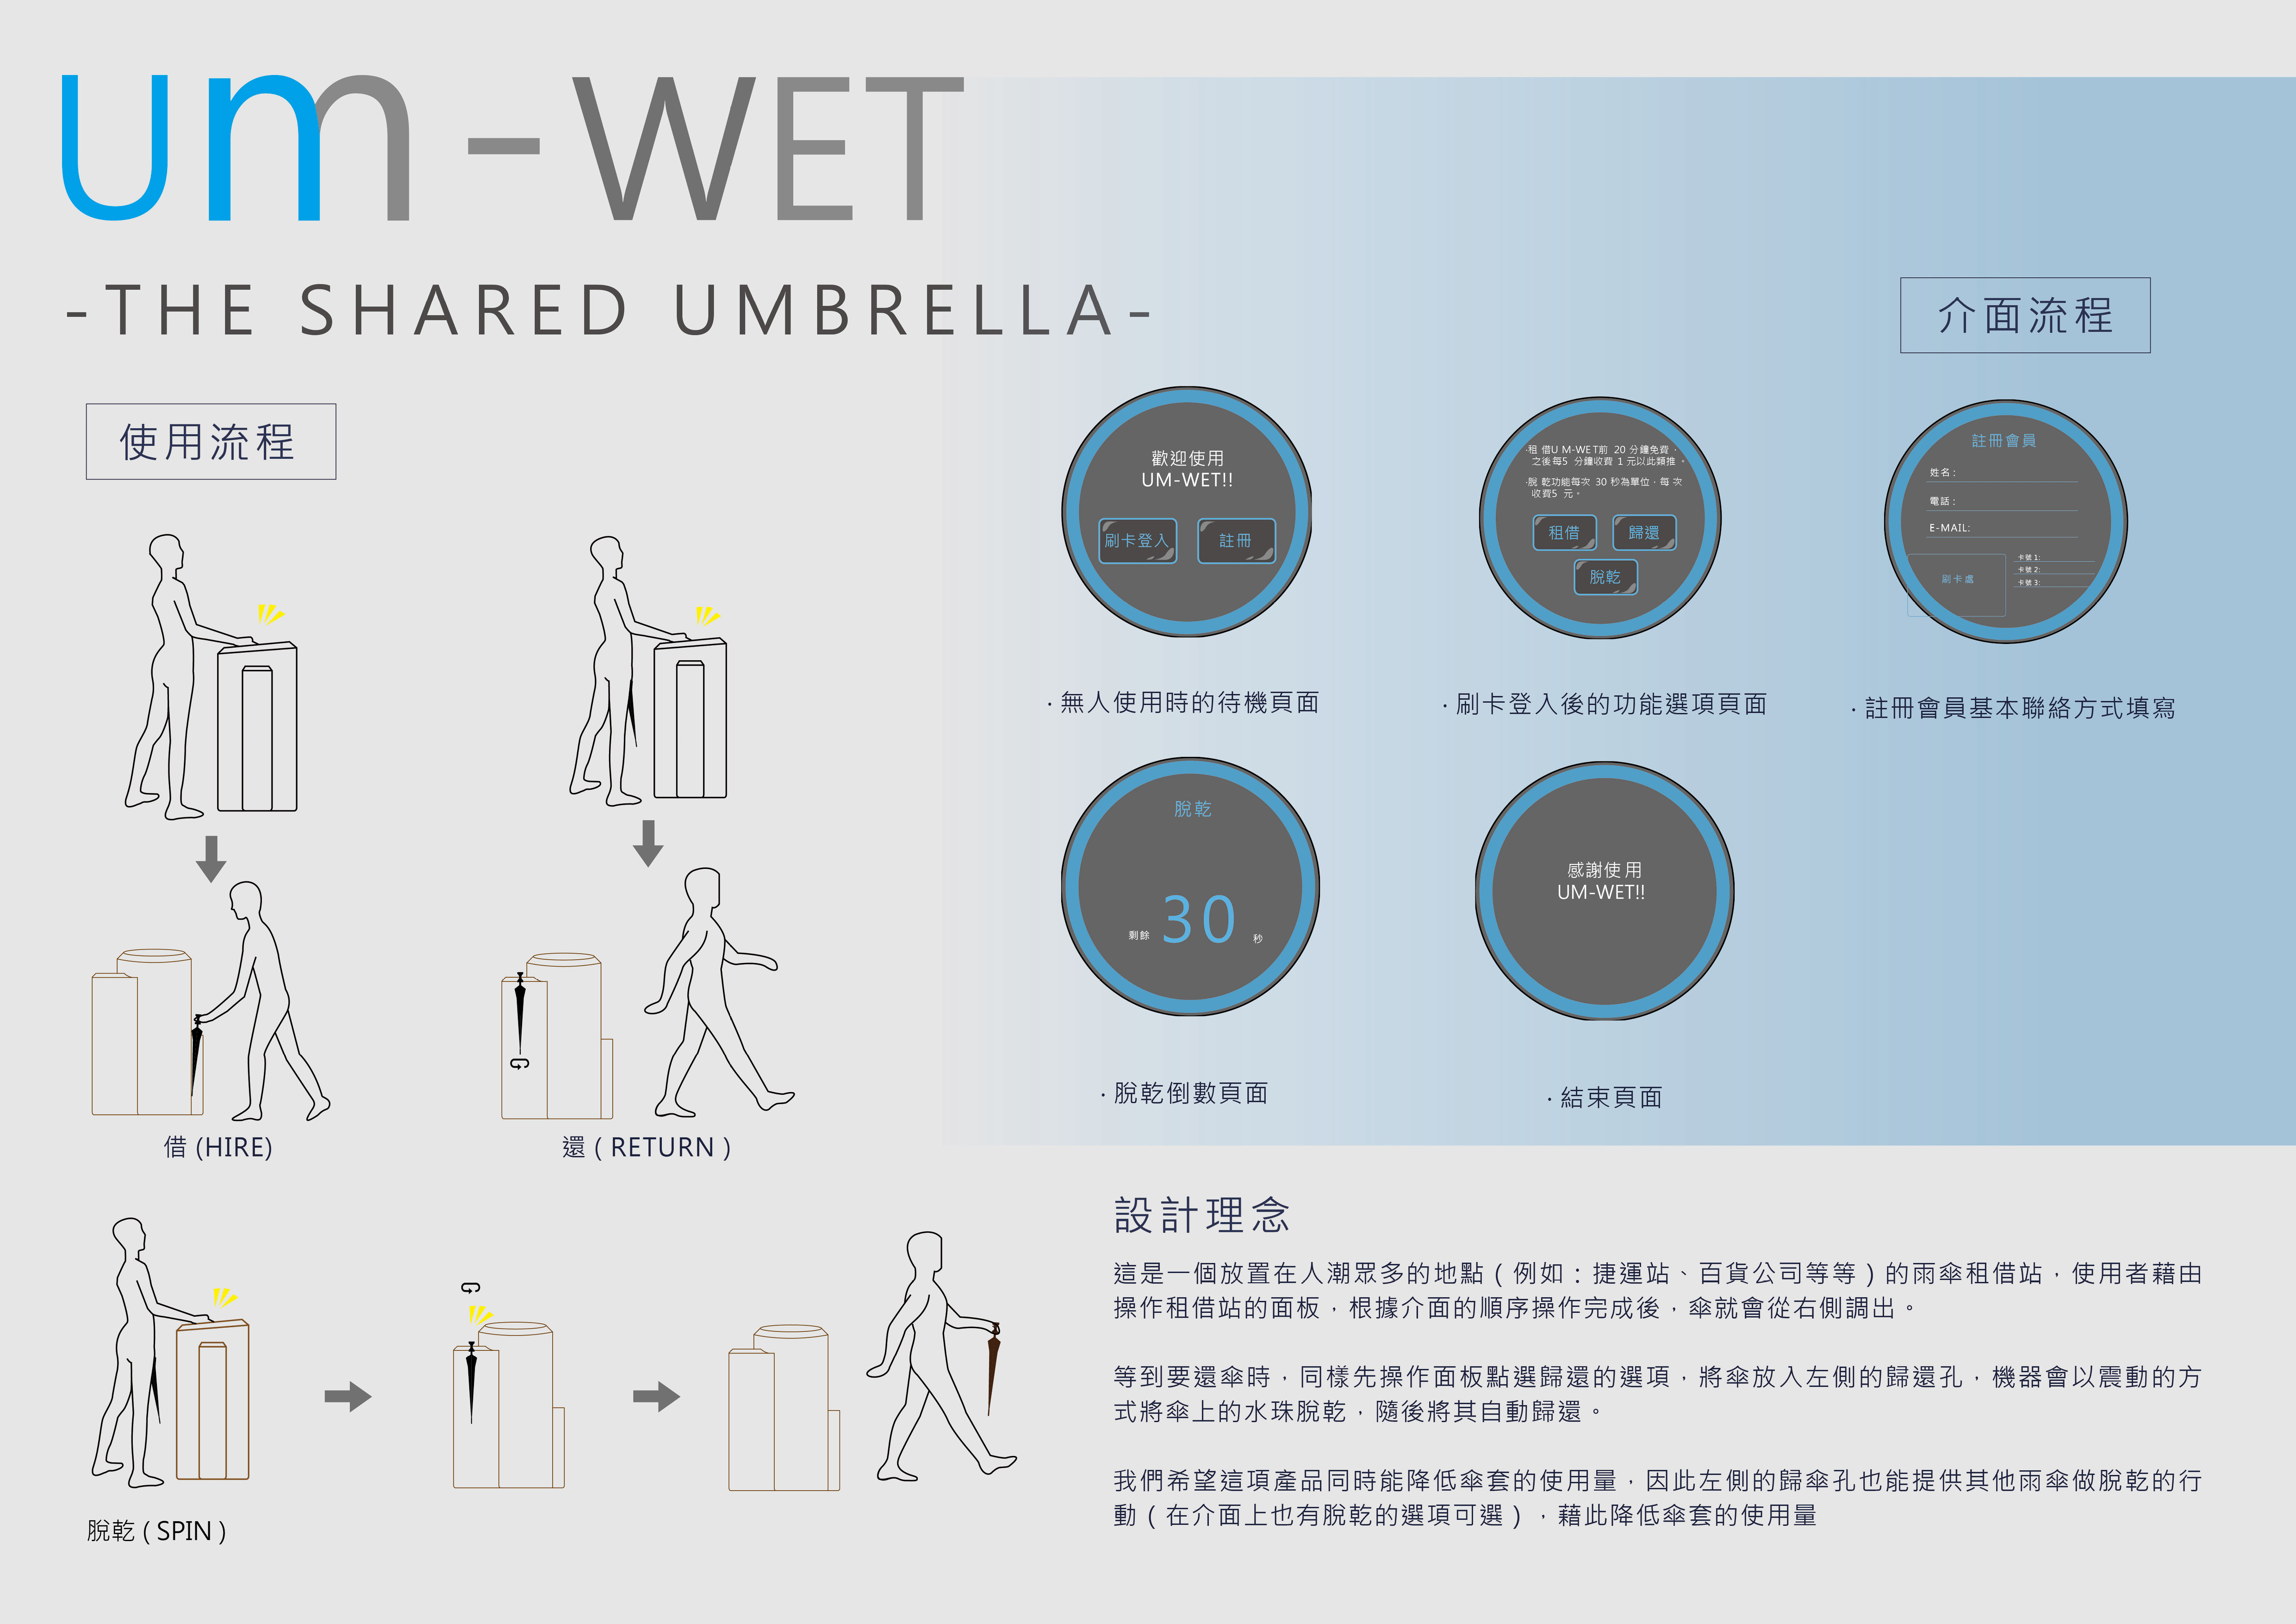 um-WET
-THE SHARED UMBRELLA-
使用流程
借 (HIRE)
還 ( RETURN )
脫乾 ( SPIN )
介面流程
歡迎使用
UM-WET!!
刷卡登入
註冊
·無人使用時的待機頁面
·租借UM-WET前 20 分鐘免費，
之後每5 分鐘收費 1 元以此類推。
·脫乾功能每次 30 秒為單位，每次
收費5 元。
租借
歸還
脫乾
·刷卡登入後的功能選項頁面
註冊會員
姓名：
電話：
E-MAIL:
刷卡處
卡號 1:
卡號 2:
卡號 3:
·註冊會員基本聯絡方式填寫
脫乾
剩餘 30 秒
·脫乾倒數頁面
感謝使用
UM-WET!!
·結束頁面
設計理念
這是一個放置在人潮眾多的地點（例如：捷運站、百貨公司等等）的雨傘租借站，使用者藉由
操作租借站的面板，根據介面的順序操作完成後，傘就會從右側調出。
等到要還傘時，同樣先操作面板點選歸還的選項，將傘放入左側的歸還孔，機器會以震動的方
式將傘上的水珠脫乾，隨後將其自動歸還。
我們希望這項產品同時能降低傘套的使用量，因此左側的歸傘孔也能提供其他雨傘做脫乾的行
動（在介面上也有脫乾的選項可選），藉此降低傘套的使用量